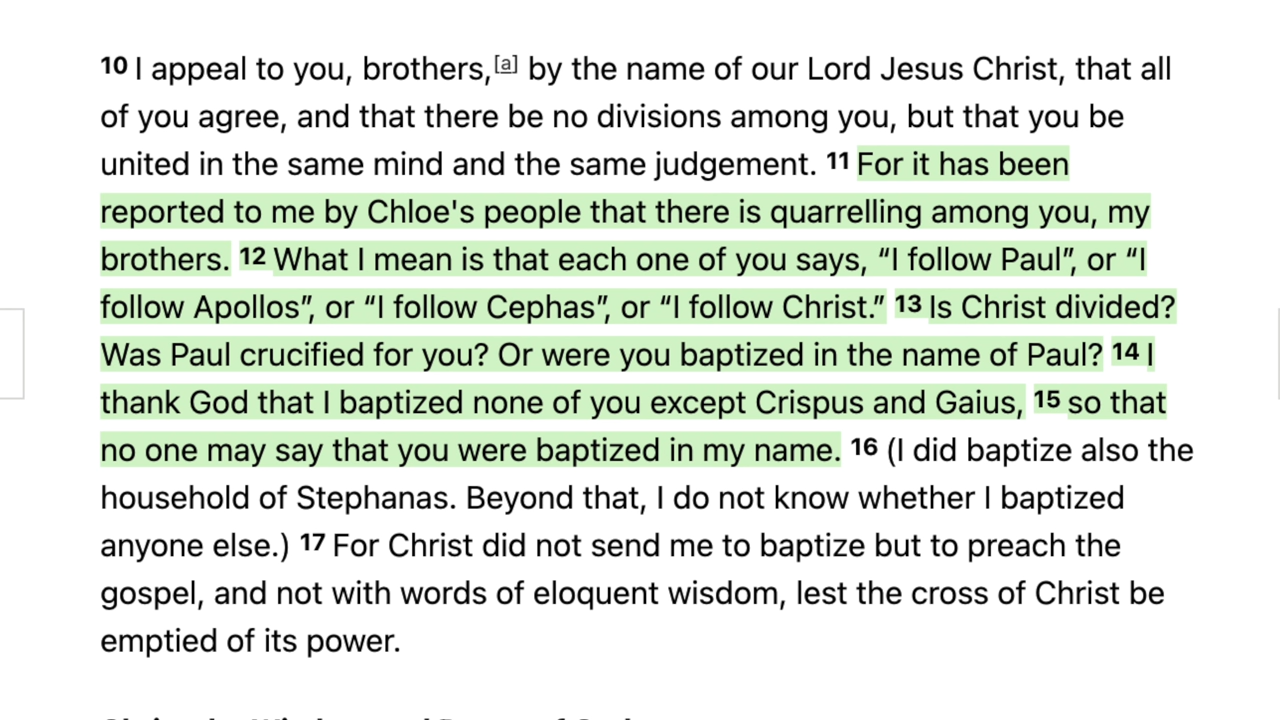 10 I appeal to you, brothers,[a] by the name of our Lord Jesus Christ, that all
of you agree, and that there be no divisions among you, but that you be
united in the same mind and the same judgement. 11 For it has been
reported to me by Chloe's people that there is quarrelling among you, my
brothers. 12 What I mean is that each one of you says, “I follow Paul”, or “I
follow Apollos”, or “I follow Cephas”, or “I follow Christ.” 13 Is Christ divided?
Was Paul crucified for you? Or were you baptized in the name of Paul? 14 I
thank God that I baptized none of you except Crispus and Gaius, 15 so that
no one may say that you were baptized in my name. 16 (I did baptize also the
household of Stephanas. Beyond that, I do not know whether I baptized
anyone else.) 17 For Christ did not send me to baptize but to preach the
gospel, and not with words of eloquent wisdom, lest the cross of Christ be
emptied of its power.